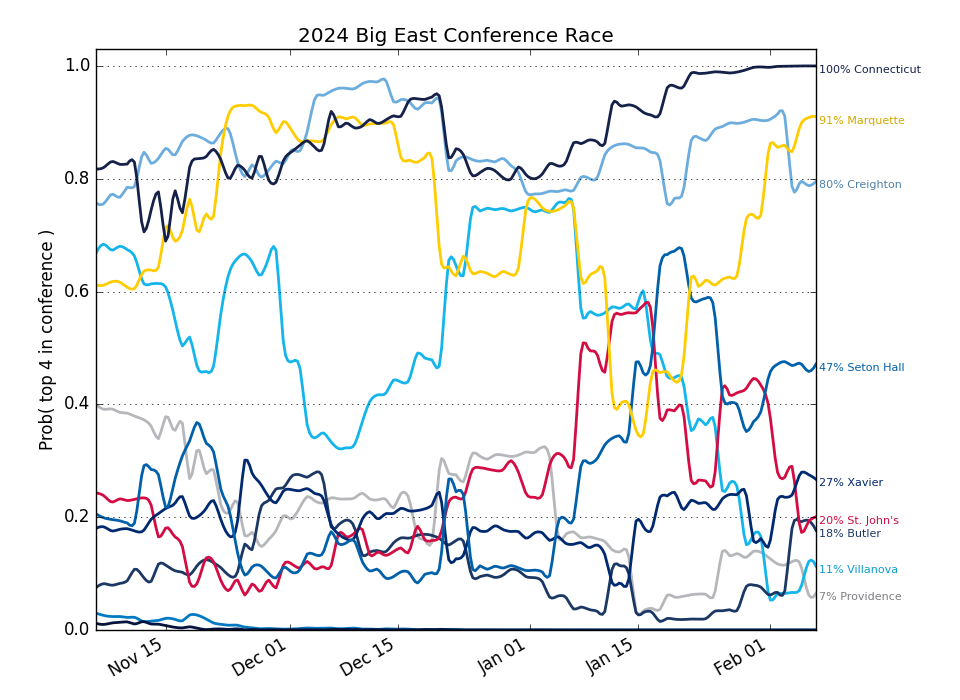 2024 Big East Conference Race
Prob( top 4 in conference )
1.0
0.8
0.6
0.4
0.2
0.0
Nov 15
Dec 01
Dec 15
Jan 01
Jan 15
Feb 01
100% Connecticut
91% Marquette
80% Creighton
47% Seton Hall
27% Xavier
20% St. John's
18% Butler
11% Villanova
7% Providence